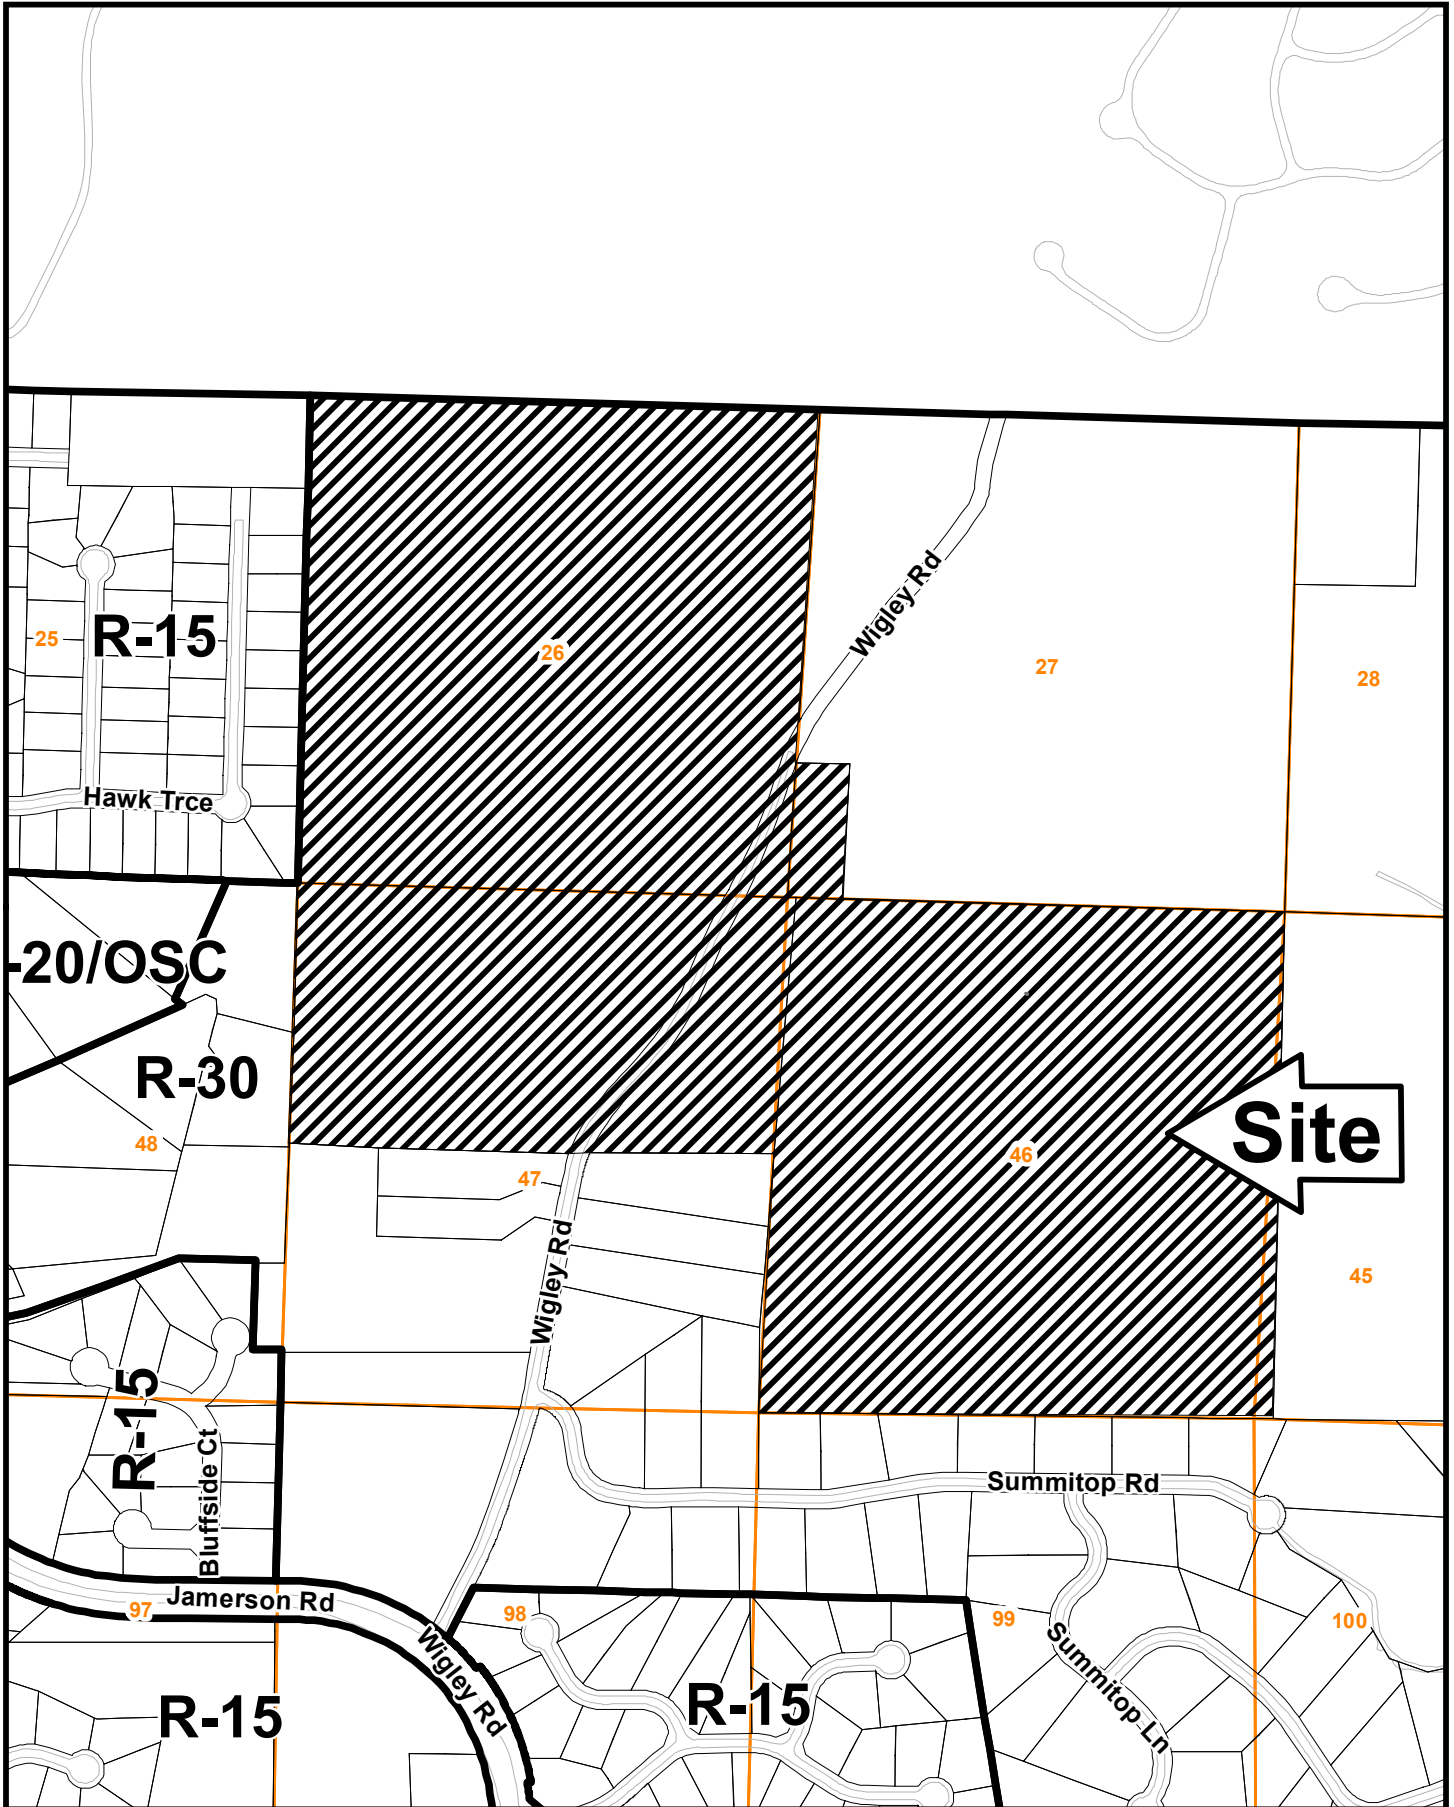 Wigley Rd
25
R-15
26
27
28
Hawk Trce
-20/OSC
R-30
48
Site
46
47
Wigley Rd
45
R-15
Bluffside Ct
Summitop Rd
Jamerson Rd
97
98
99
100
Wigley Rd
Summitop Ln
R-15
R-15